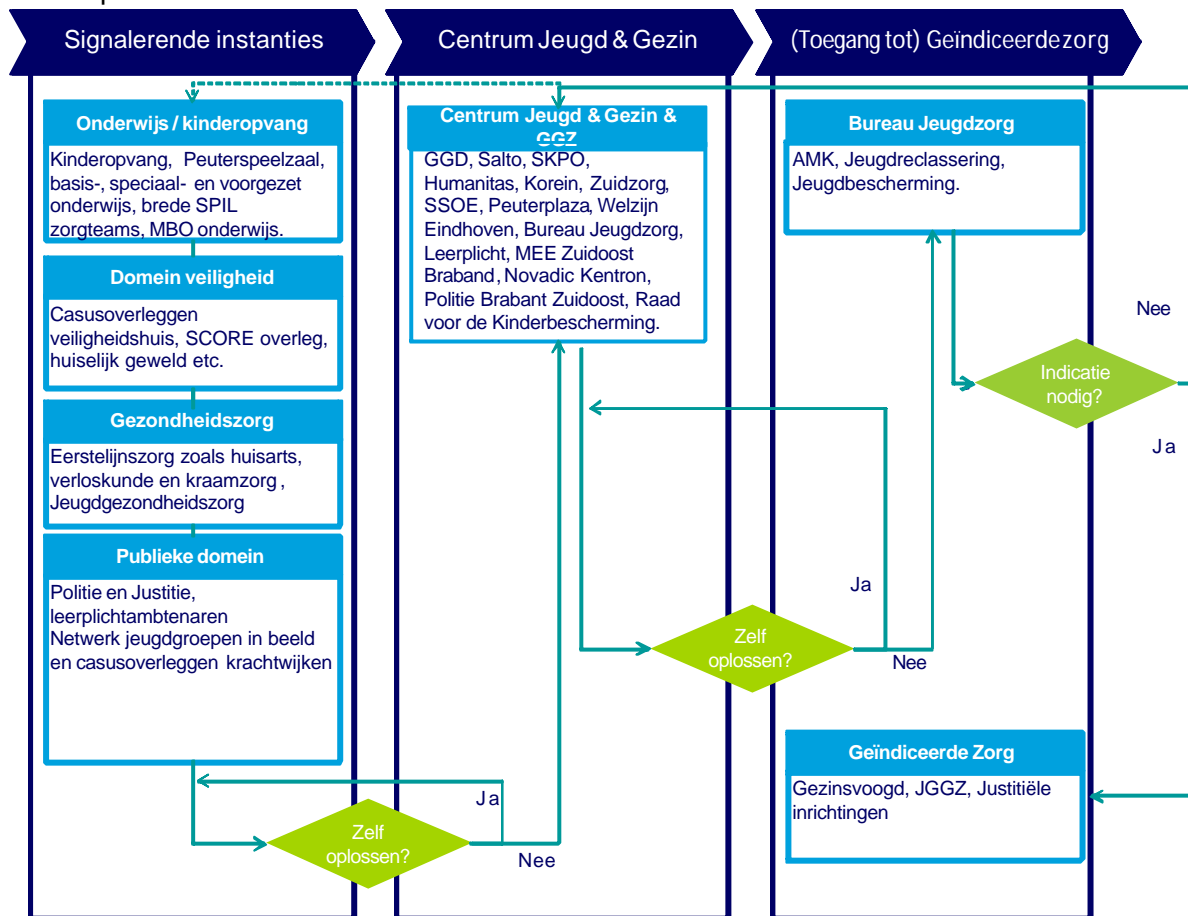 Signalerende instanties
Centrum Jeugd & Gezin
(Toegang tot) Geïndiceerdezorg
Onderwijs / kinderopvang
Kinderopvang, Peuterspeelzaal,
basis-, speciaal- en voorgezet
onderwijs, brede SPIL
zorgteams, MBO onderwijs.
Domein veiligheid
Casusoverleggen
veiligheidshuis, SCORE overleg,
huiselijk geweld etc.
Gezondheidszorg
Eerstelijnszorg zoals huisarts,
verloskunde en kraamzorg ,
Jeugdgezondheidszorg
Publieke domein
Politie en Justitie,
leerplichtambtenaren
Netwerk jeugdgroepen in beeld
en casusoverleggen krachtwijken
Ja
Zelf
oplossen?
Nee
Centrum Jeugd & Gezin &
GGZ
GGD, Salto, SKPO,
Humanitas, Korein, Zuidzorg,
SSOE, Peuterplaza, Welzijn
Eindhoven, Bureau Jeugdzorg,
Leerplicht, MEE Zuidoost
Braband, Novadic Kentron,
Politie Brabant Zuidoost, Raad
voor de Kinderbescherming.
Ja
Zelf
oplossen?
Nee
Bureau Jeugdzorg
AMK, Jeugdreclassering,
Jeugdbescherming.
Nee
Indicatie
nodig?
Ja
Geïndiceerde Zorg
Gezinsvoogd, JGGZ, Justitiële
inrichtingen